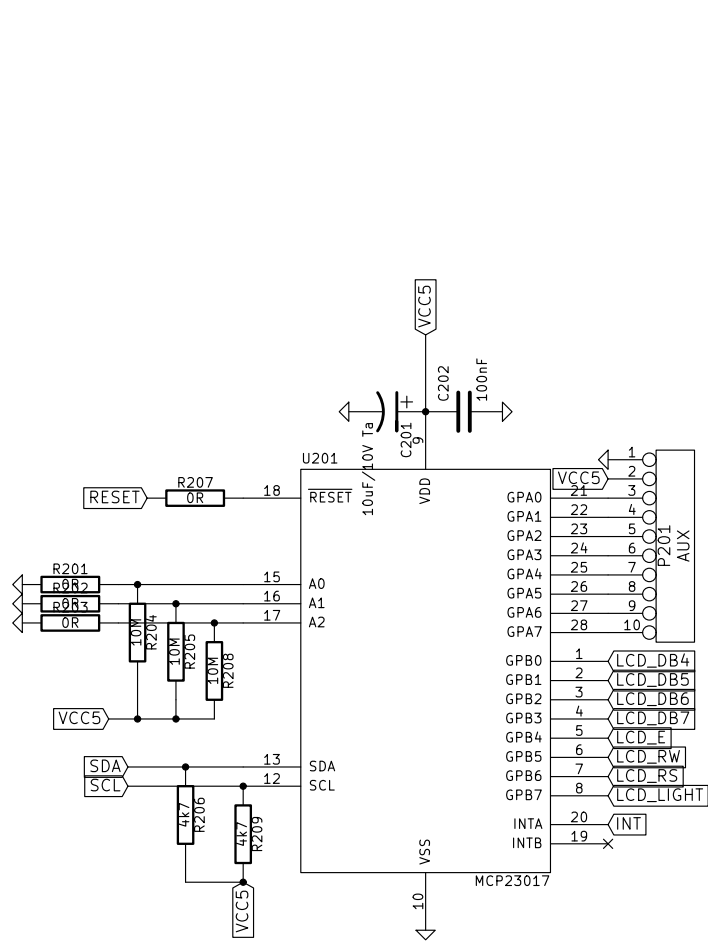 VCC5
C202
100nF
C201
10uF/10V Ta
9
U201
VDD
R207
RESET
0R
18
RESET
R201
0R
15
A0
R202
0R
16
A1
R203
0R
17
A2
10M
R204
10M
R205
10M
R208
VCC5
SDA
13
SDA
SCL
12
SCL
4k7
R206
4k7
R209
VCC5
VSS
10
MCP23017
1
VCC5
2
GPA0
21
3
GPA1
22
4
GPA2
23
5
GPA3
24
6
GPA4
25
7
GPA5
26
8
GPA6
27
9
GPA7
28
10
P201
AUX
GPB0
1
LCD_DB4
GPB1
2
LCD_DB5
GPB2
3
LCD_DB6
GPB3
4
LCD_DB7
GPB4
5
LCD_E
GPB5
6
LCD_RW
GPB6
7
LCD_RS
GPB7
8
LCD_LIGHT
INTA
20
INT
INTB
19